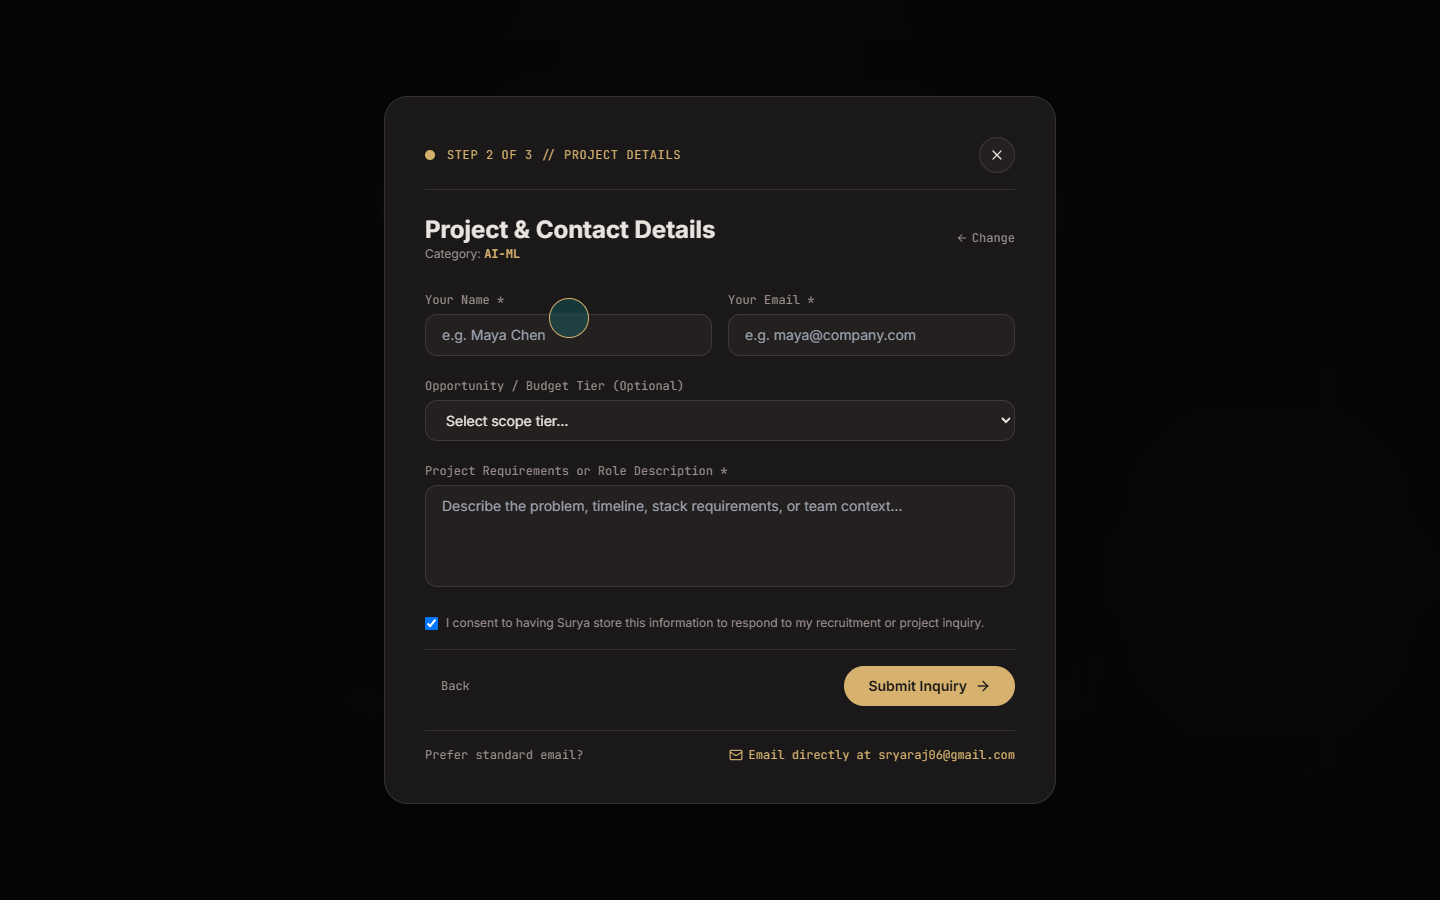 STEP 2 OF 3 // PROJECT DETAILS
Project & Contact Details
Category: AI-ML
← Change
Your Name *
Your Email *
e.g. Maya Chen
e.g. maya@company.com
Opportunity / Budget Tier (Optional)
Select scope tier...
Project Requirements or Role Description *
Describe the problem, timeline, stack requirements, or team context...
I consent to having Surya store this information to respond to my recruitment or project inquiry.
Back
Submit Inquiry →
Prefer standard email?
Email directly at sryaraj06@gmail.com